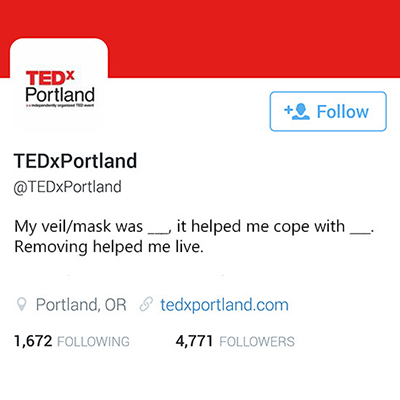 TEDx
Portland
x=independently organized TED event
Follow
TEDxPortland
@TEDxPortland
My veil/mask was ___, it helped me cope with ___.
Removing helped me live.
Portland, OR tedxportland.com
1,672 FOLLOWING 4,771 FOLLOWERS